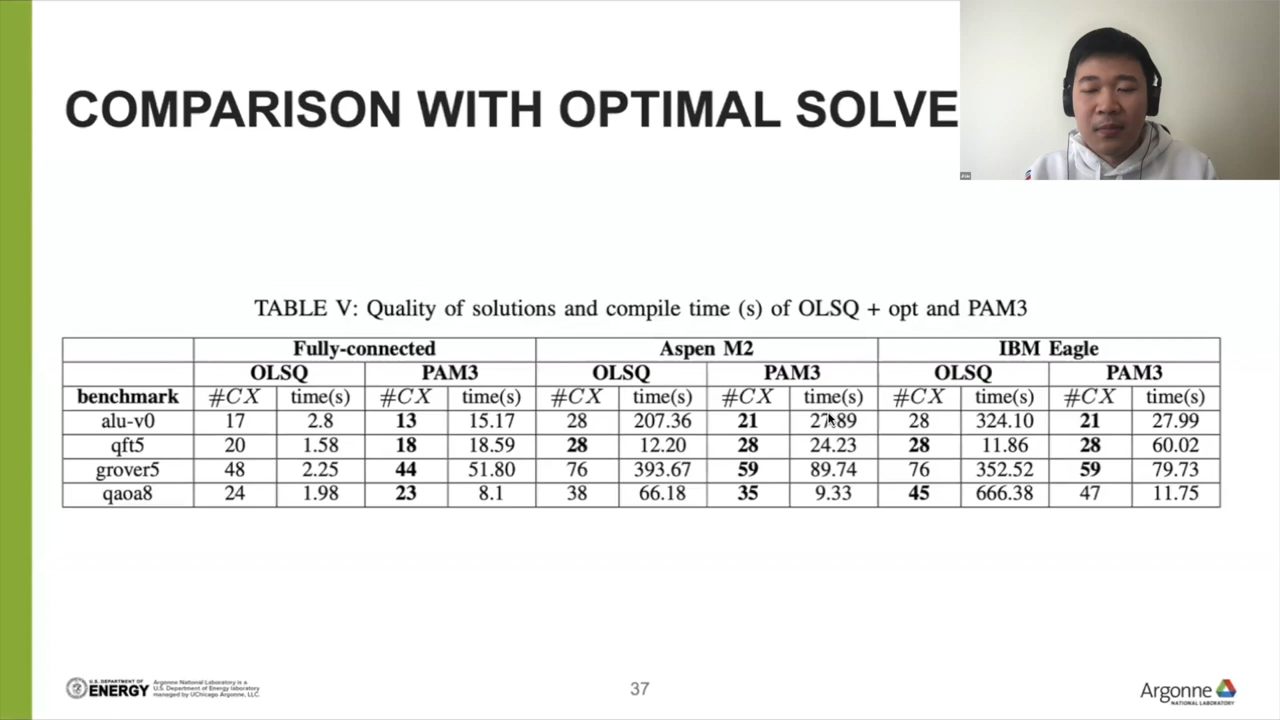 COMPARISON WITH OPTIMAL SOLVE
TABLE V: Quality of solutions and compile time (s) of OLSQ + opt and PAM3
Fully-connected Aspen M2 IBM Eagle
OLSQ PAM3 OLSQ PAM3 OLSQ PAM3
benchmark #CX time(s) #CX time(s) #CX time(s) #CX time(s) #CX time(s) #CX time(s)
alu-v0 17 2.8 13 15.17 28 207.36 21 27.89 28 324.10 21 27.99
qft5 20 1.58 18 18.59 28 12.20 28 24.23 28 11.86 28 60.02
grover5 48 2.25 44 51.80 76 393.67 59 89.74 76 352.52 59 79.73
qaoa8 24 1.98 23 8.1 38 66.18 35 9.33 45 666.38 47 11.75
U.S. DEPARTMENT OF
ENERGY
Argonne National Laboratory is a
U.S. Department of Energy laboratory
managed by UChicago Argonne, LLC.
37
Argonne
NATIONAL LABORATORY